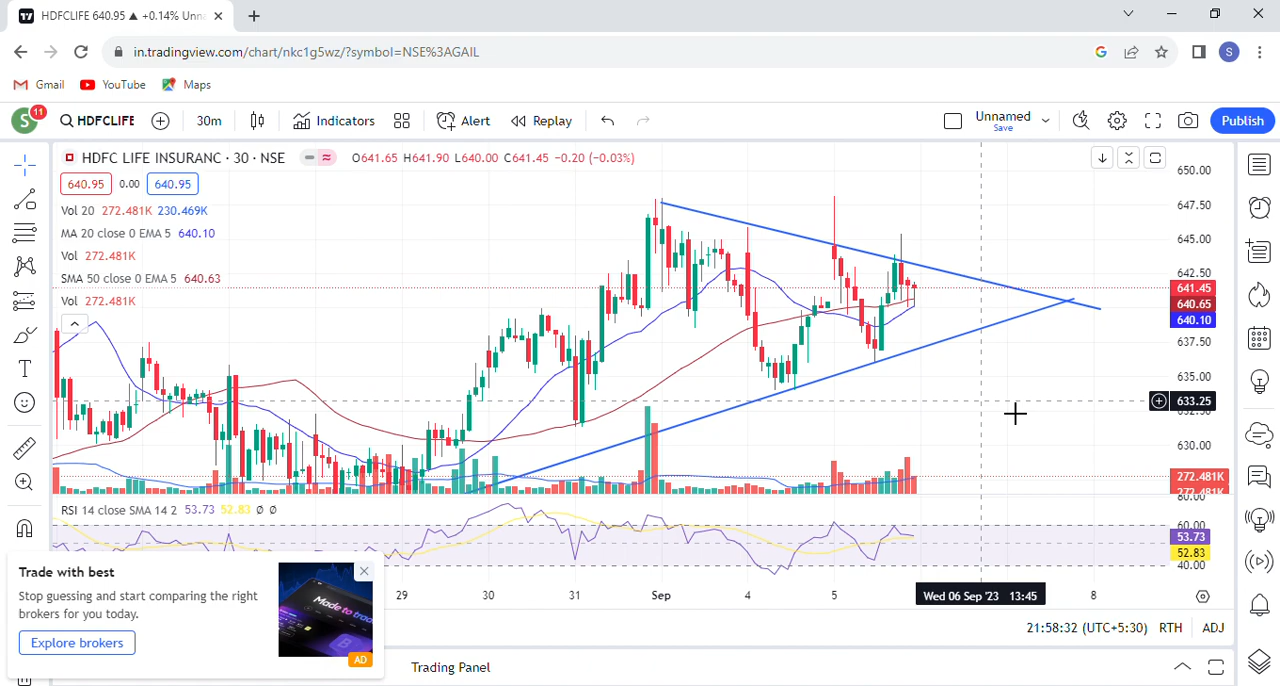 HDFCLIFE 640.95 ▲ +0.14% Unna
in.tradingview.com/chart/nkc1g5wz/?symbol=NSE%3AGAIL
S
Gmail YouTube Maps
S 11 HDFCLIFE 30m Indicators Alert Replay Unnamed Save Publish
HDFC LIFE INSURANC · 30 · NSE O641.65 H641.90 L640.00 C641.45 −0.20 (−0.03%)
640.95 0.00 640.95
Vol 20 272.481K 230.469K
MA 20 close 0 EMA 5 640.10
Vol 272.481K
SMA 50 close 0 EMA 5 640.63
Vol 272.481K
650.00
647.50
645.00
642.50
641.45
640.65
640.10
637.50
635.00
633.25
630.00
272.481K
RSI 14 close SMA 14 2 53.73 52.83 Ø Ø
60.00
53.73
52.83
40.00
29 30 31 Sep 4 5 Wed 06 Sep '23 13:45 8
21:58:32 (UTC+5:30) RTH ADJ
Trading Panel
Trade with best
Stop guessing and start comparing the right
brokers for you today.
Explore brokers
Made to trad
AD